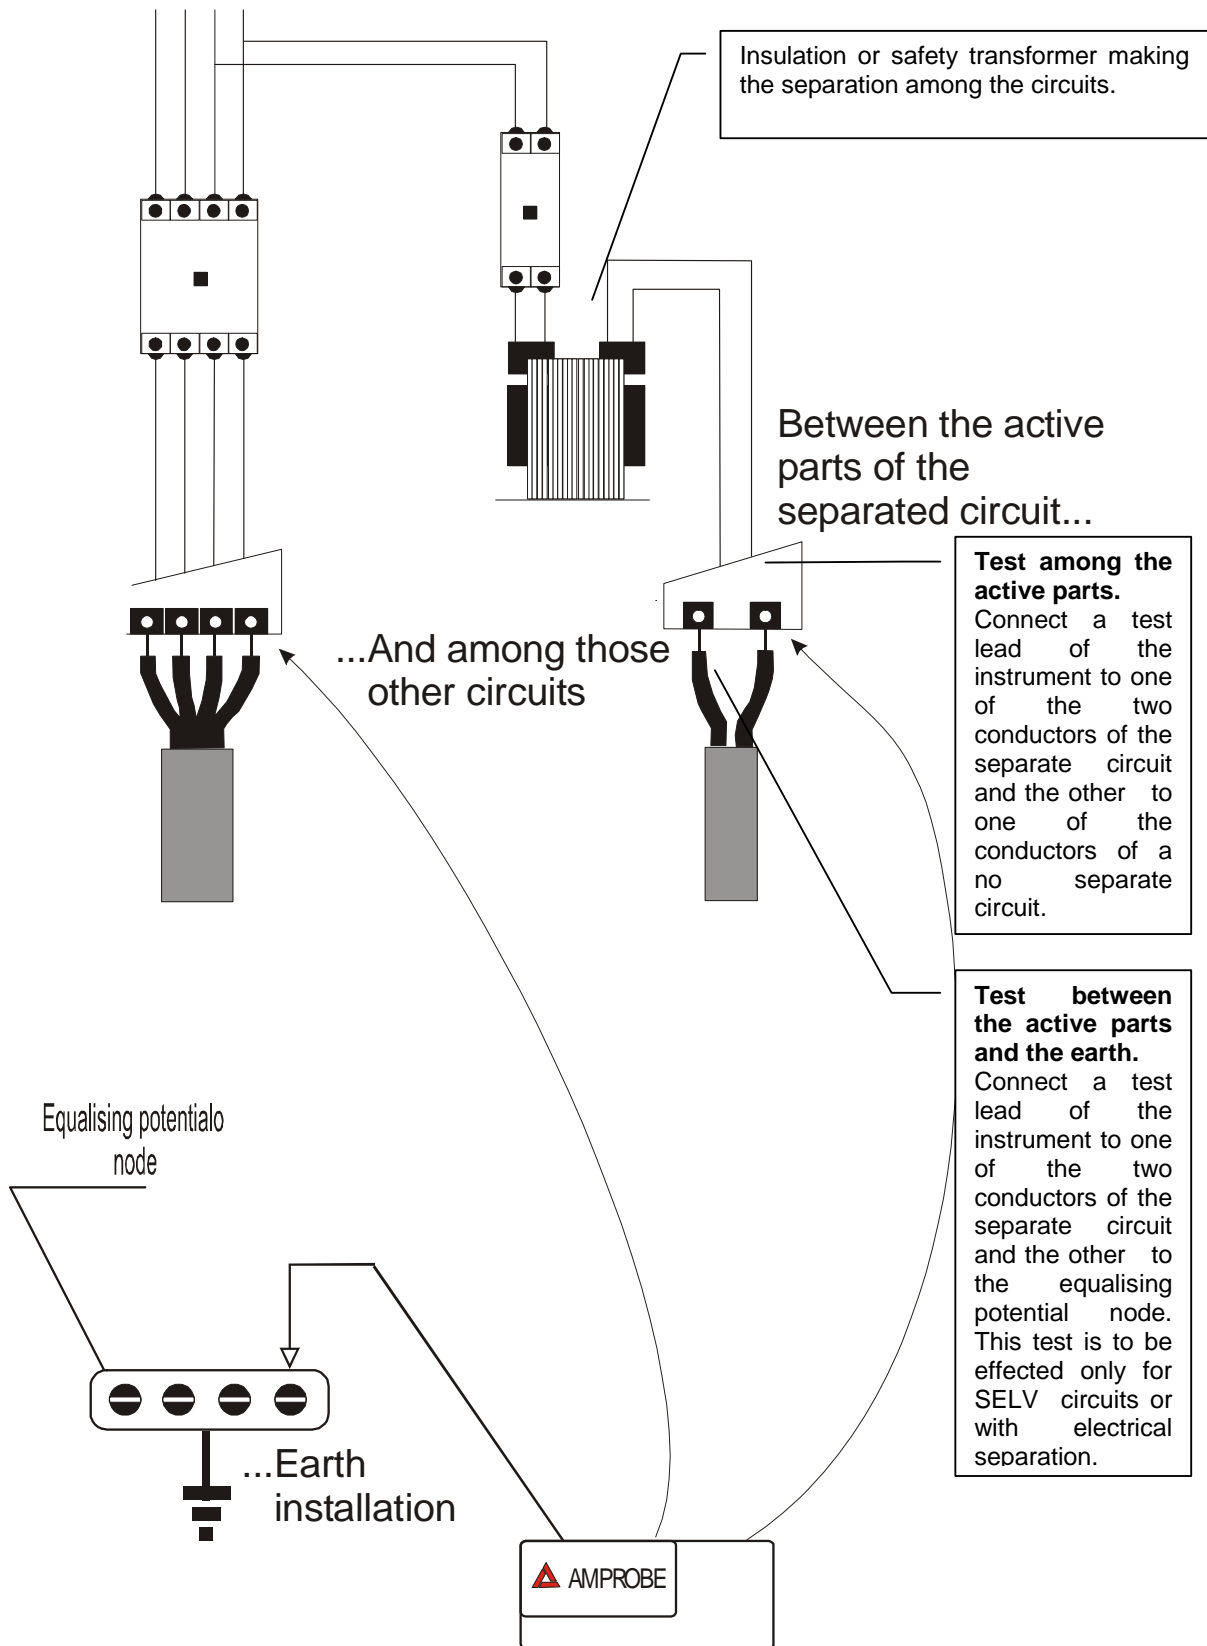 Insulation or safety transformer making
the separation among the circuits.
Between the active
parts of the
separated circuit...
Test among the
active parts.
Connect a test
lead of the
instrument to one
of the two
conductors of the
separate circuit
and the other to
one of the
conductors of a
no separate
circuit.
...And among those
other circuits
Test between
the active parts
and the earth.
Connect a test
lead of the
instrument to one
of the two
conductors of the
separate circuit
and the other to
the equalising
potential node.
This test is to be
effected only for
SELV circuits or
with electrical
separation.
Equalising potentialo
node
...Earth
installation
AMPROBE